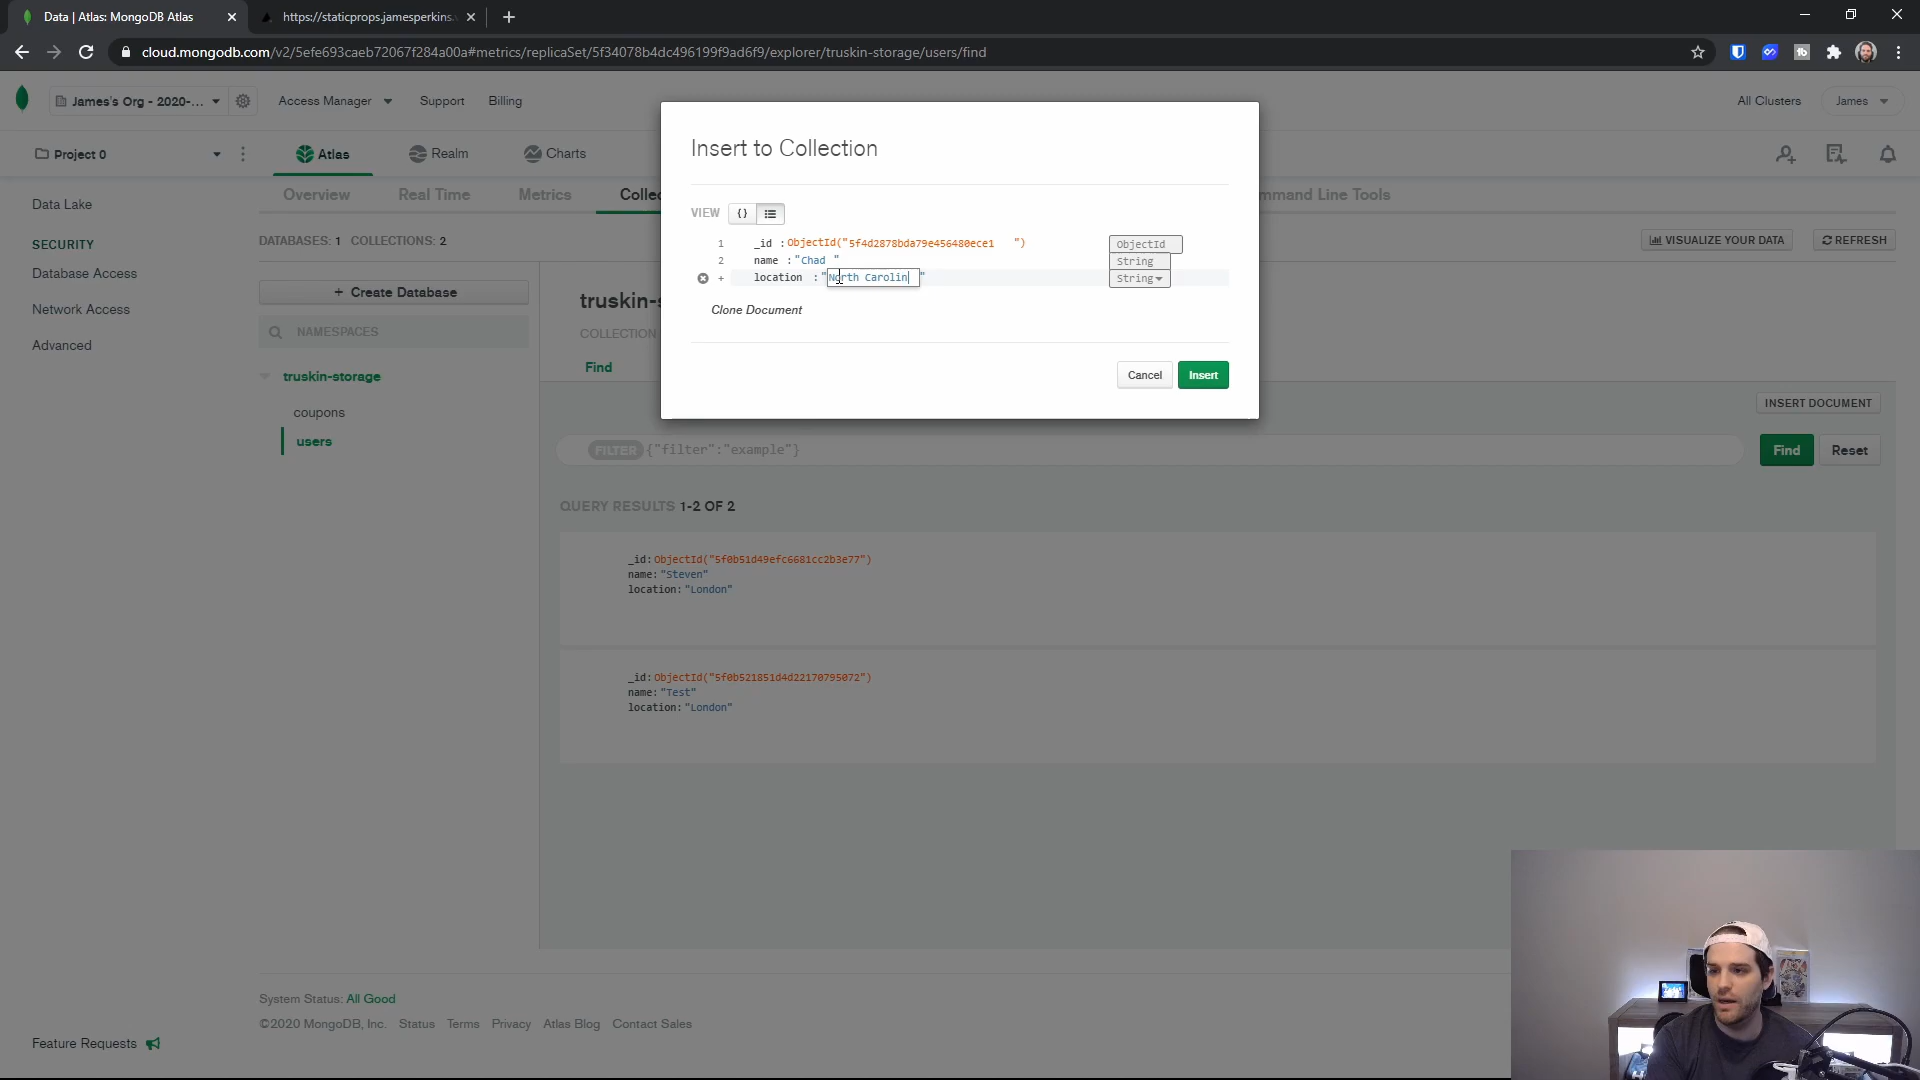 Data | Atlas: MongoDB Atlas
https://staticprops.jamesperkins.
cloud.mongodb.com/v2/5efe693caeb72067f284a00a#metrics/replicaSet/5f34078b4dc496199f9ad6f9/explorer/truskin-storage/users/find
James's Org - 2020-...
Access Manager
Support
Billing
All Clusters
James
Project 0
Atlas
Realm
Charts
Data Lake
SECURITY
Database Access
Network Access
Advanced
Feature Requests
Overview
Real Time
Metrics
Collec
mmand Line Tools
DATABASES: 1 COLLECTIONS: 2
VISUALIZE YOUR DATA
REFRESH
+ Create Database
NAMESPACES
truskin-storage
coupons
users
truskin-s
COLLECTION
Find
INSERT DOCUMENT
FILTER {"filter":"example"}
Find
Reset
QUERY RESULTS 1-2 OF 2
_id:ObjectId("5f0b51d49efc6681cc2b3e77")
name:"Steven"
location:"London"
_id:ObjectId("5f0b521851d4d22170795072")
name:"Test"
location:"London"
Insert to Collection
VIEW {}
1 _id :ObjectId("5f4d2878bda79e456480ece1 ") ObjectId
2 name :"Chad " String
+ location :"North Carolin " String
Clone Document
Cancel
Insert
System Status: All Good
©2020 MongoDB, Inc. Status Terms Privacy Atlas Blog Contact Sales